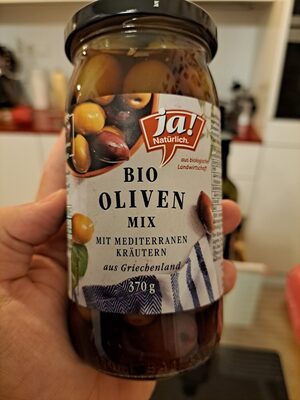 ja!
Natürlich.
aus biologischer
Landwirtschaft
BIO
OLIVEN
MIX
MIT MEDITERRANEN
KRÄUTERN
aus Griechenland
370 g